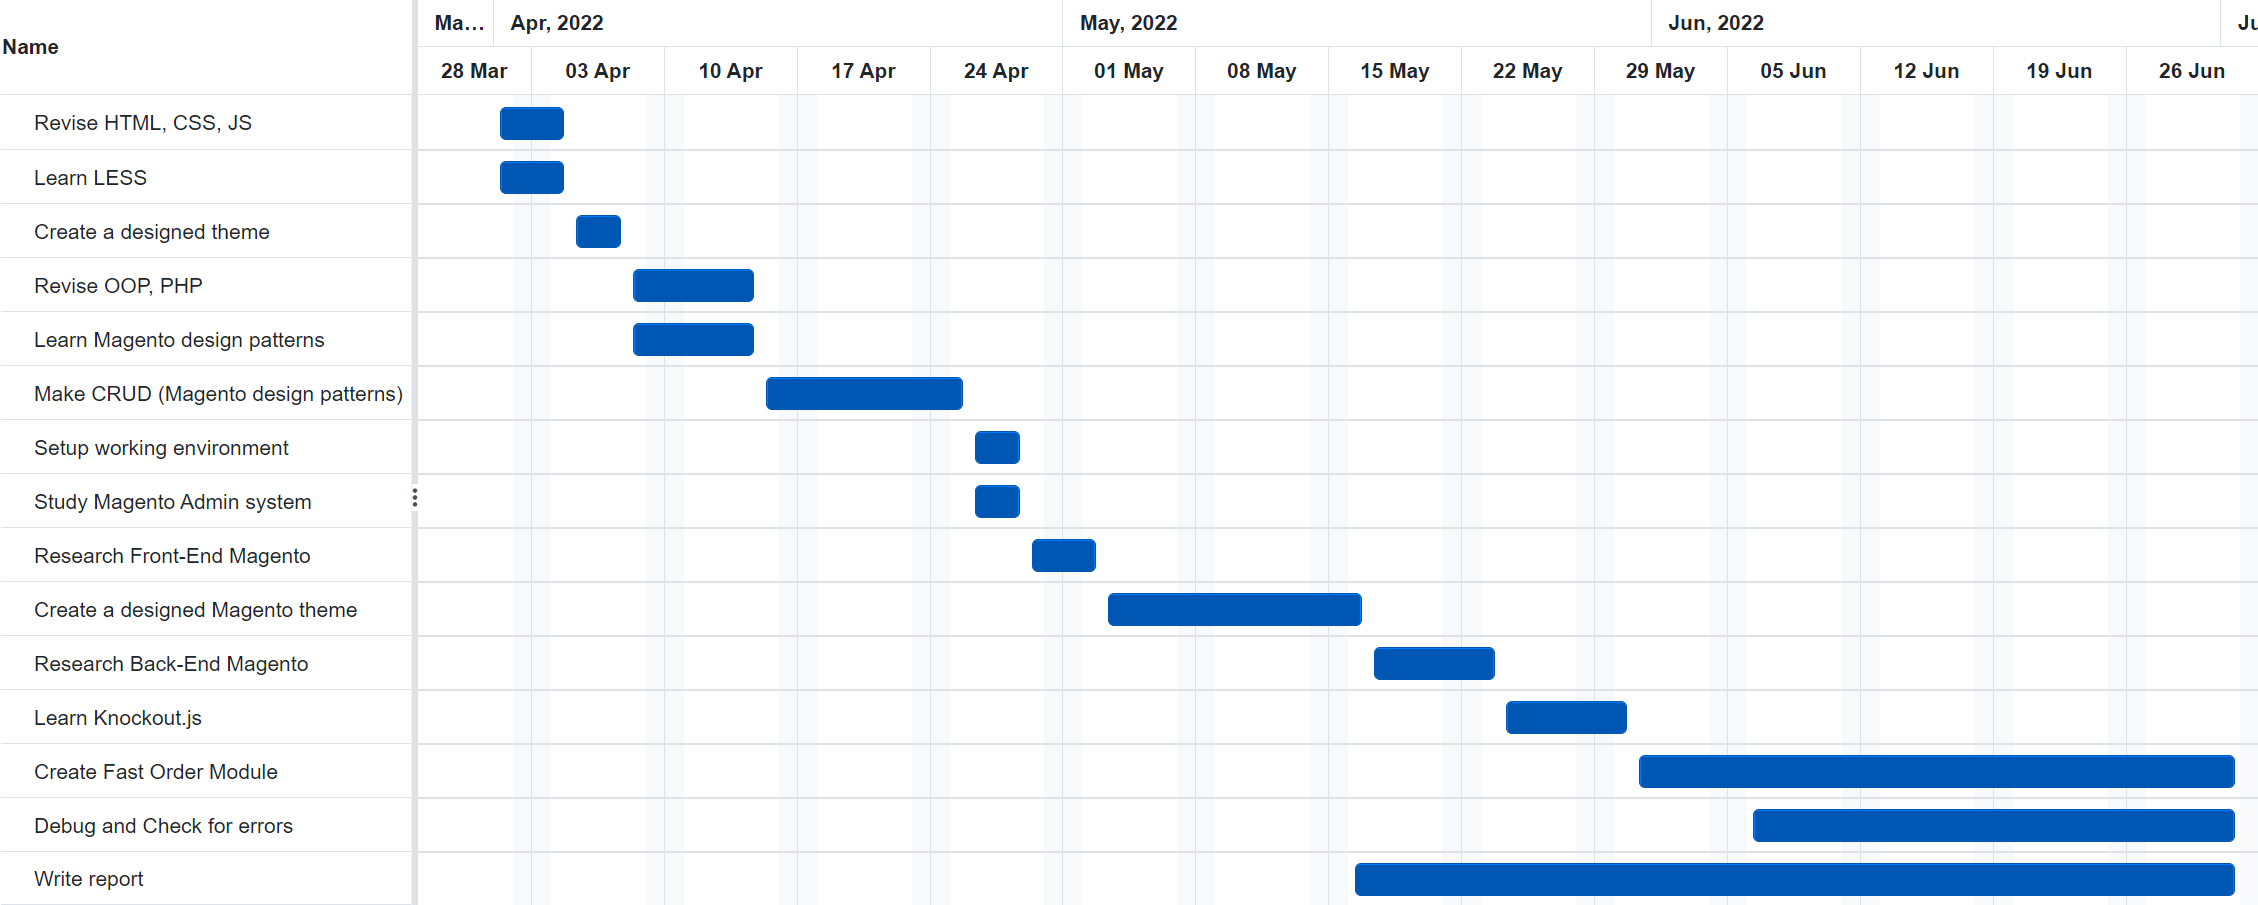 Name
Ma... Apr, 2022 May, 2022 Jun, 2022 Ju
28 Mar 03 Apr 10 Apr 17 Apr 24 Apr 01 May 08 May 15 May 22 May 29 May 05 Jun 12 Jun 19 Jun 26 Jun
Revise HTML, CSS, JS
Learn LESS
Create a designed theme
Revise OOP, PHP
Learn Magento design patterns
Make CRUD (Magento design patterns)
Setup working environment
Study Magento Admin system
Research Front-End Magento
Create a designed Magento theme
Research Back-End Magento
Learn Knockout.js
Create Fast Order Module
Debug and Check for errors
Write report